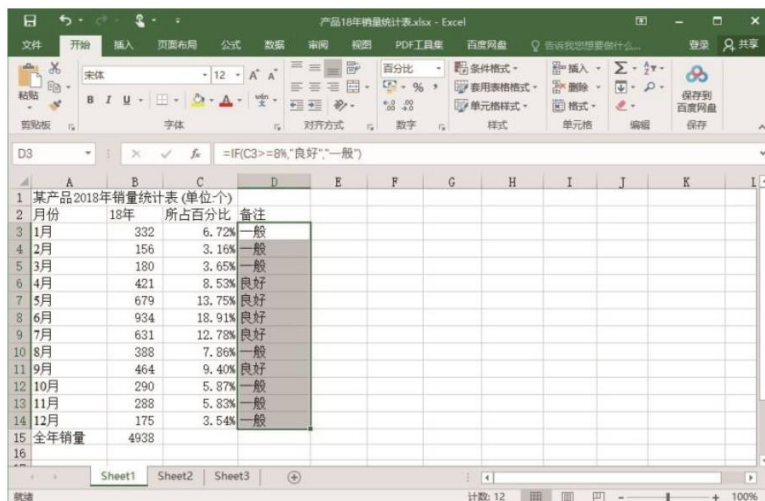 产品18年销量统计表.xlsx - Excel
文件 开始 插入 页面布局 公式 数据 审阅 视图 PDF工具集 百度网盘 告诉我您想要做什么... 登录 共享
粘贴 宋体 12 A A 百分比 条件格式 插入 Σ
B I U A wén % , 套用表格格式 删除
单元格样式 格式 保存到
百度网盘
剪贴板 字体 对齐方式 数字 样式 单元格 编辑 保存
D3 fx =IF(C3>=8%,"良好","一般")
A B C D E F G H I J K L
1 某产品2018年销量统计表(单位:个)
2 月份 18年 所占百分比 备注
3 1月 332 6.72% 一般
4 2月 156 3.16% 一般
5 3月 180 3.65% 一般
6 4月 421 8.53% 良好
7 5月 679 13.75% 良好
8 6月 934 18.91% 良好
9 7月 631 12.78% 良好
10 8月 388 7.86% 一般
11 9月 464 9.40% 良好
12 10月 290 5.87% 一般
13 11月 288 5.83% 一般
14 12月 175 3.54% 一般
15 全年销量 4938
16
Sheet1 Sheet2 Sheet3
就绪 计数: 12 100%